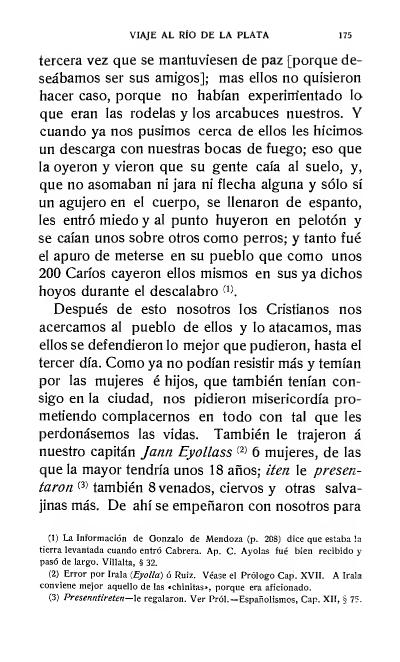 VIAJE AL RÍO DE LA PLATA 175
tercera vez que se mantuviesen de paz [porque de-
seábamos ser sus amigos]; mas ellos no quisieron
hacer caso, porque no habían experimentado lo
que eran las rodelas y los arcabuces nuestros. Y
cuando ya nos pusimos cerca de ellos les hicimos
un descarga con nuestras bocas de fuego; eso que
la oyeron y vieron que su gente caía al suelo, y,
que no asomaban ni jara ni flecha alguna y sólo sí
un agujero en el cuerpo, se llenaron de espanto,
les entró miedo y al punto huyeron en pelotón y
se caían unos sobre otros como perros; y tanto fué
el apuro de meterse en su pueblo que como unos
200 Caríos cayeron ellos mismos en sus ya dichos
hoyos durante el descalabro (1).
Después de esto nosotros los Cristianos nos
acercamos al pueblo de ellos y lo atacamos, mas
ellos se defendieron lo mejor que pudieron, hasta el
tercer día. Como ya no podían resistir más y temían
por las mujeres é hijos, que también tenían con-
sigo en la ciudad, nos pidieron misericordía pro-
metiendo complacernos en todo con tal que les
perdonásemos las vidas. También le trajeron á
nuestro capitán Jann Eyollass (2) 6 mujeres, de las
que la mayor tendría unos 18 años; iten le presen-
taron (3) también 8 venados, ciervos y otras salva-
jinas más. De ahí se empeñaron con nosotros para
(1) La Información de Gonzalo de Mendoza (p. 208) dice que estaba la
tierra levantada cuando entró Cabrera. Ap. C. Ayolas fué bien recibido y
pasó de largo. Villalta, § 32.
(2) Error por Irala (Eyolla) ó Ruiz. Véase el Prólogo Cap. XVII. A Irala
conviene mejor aquello de las «chinitas», porque era aficionado.
(3) Presenntireten—le regalaron. Ver Pról.—Españolismos, Cap. XII, § 75.